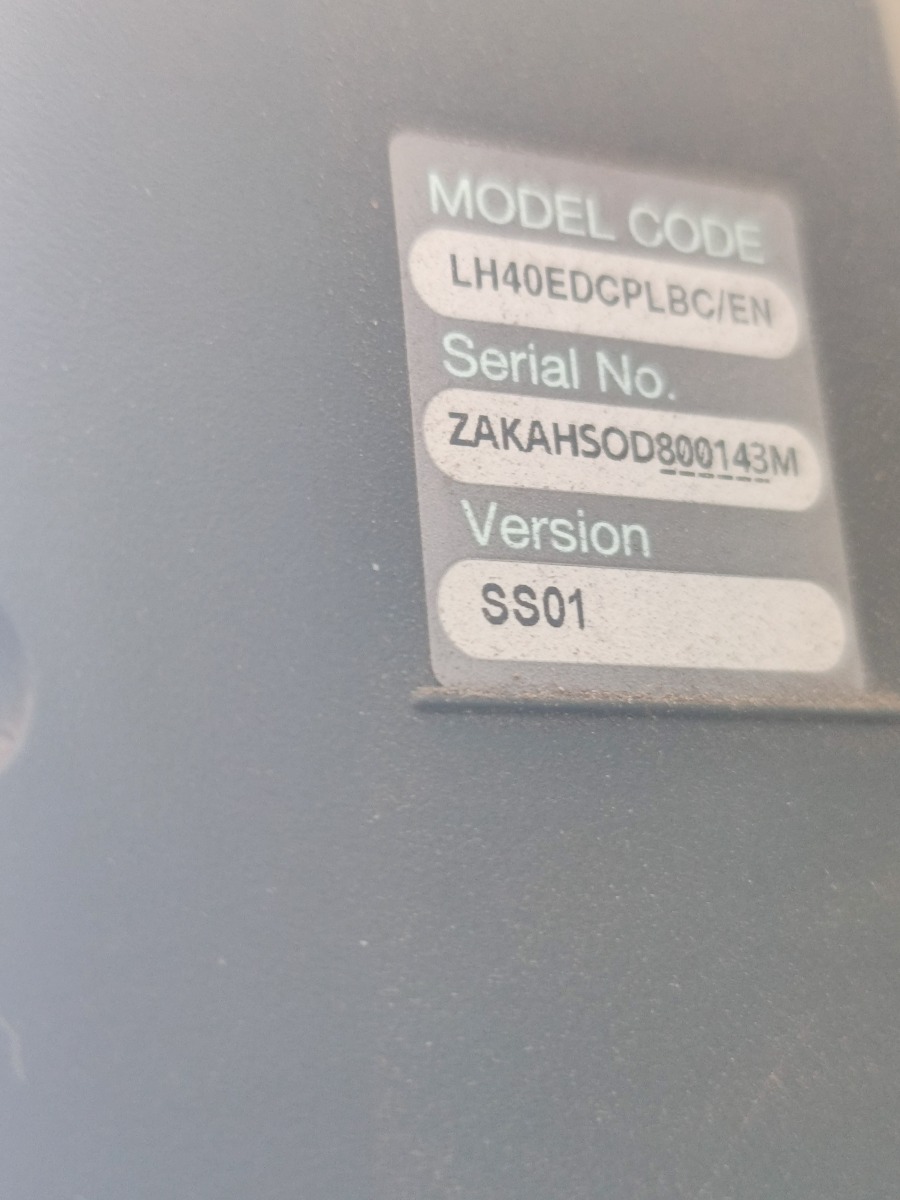 MODEL CODE
LH40EDCPLBC/EN
Serial No.
ZAKAHSOD800143M
Version
SS01